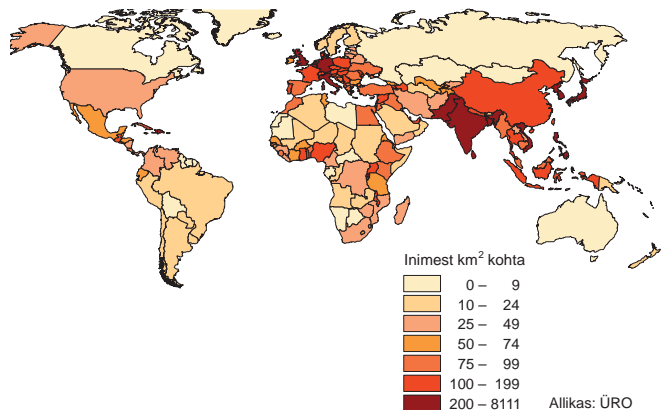 Inimest km² kohta
0 – 9
10 – 24
25 – 49
50 – 74
75 – 99
100 – 199
200 – 8111
Allikas: ÜRO